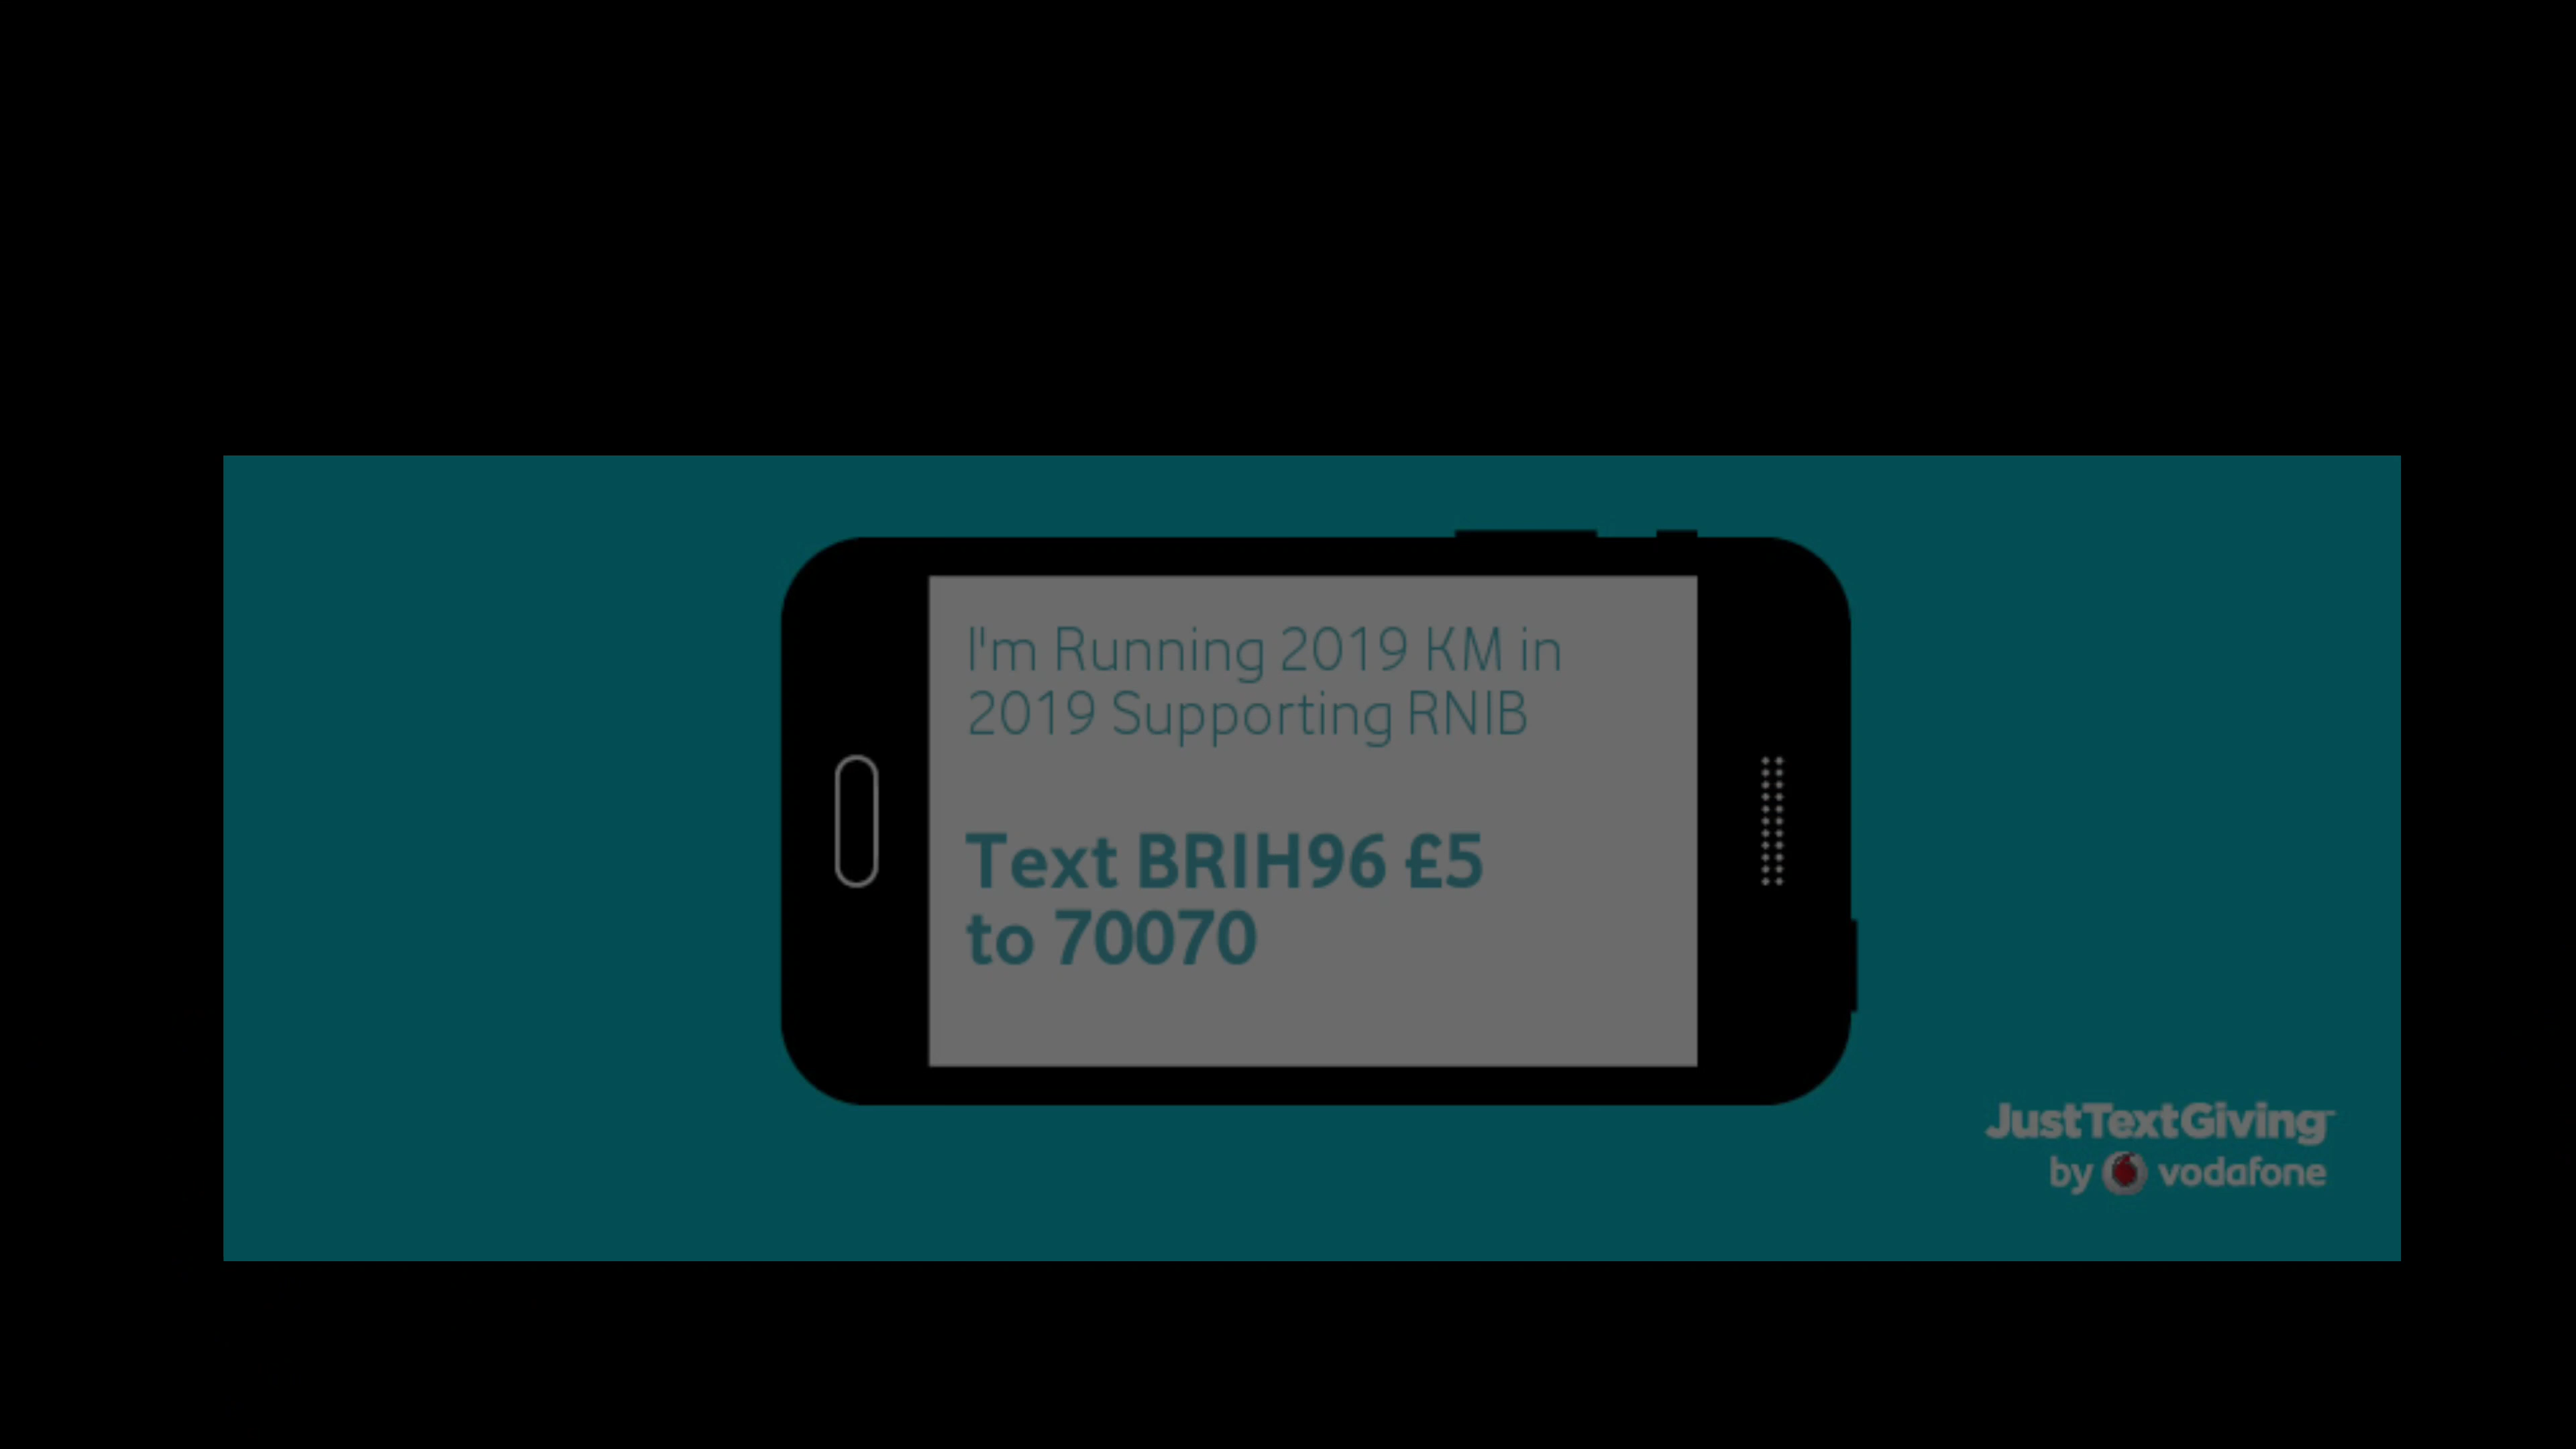 I'm Running 2019 KM in
2019 Supporting RNIB
Text BRIH96 £5
to 70070
JustTextGiving
by vodafone